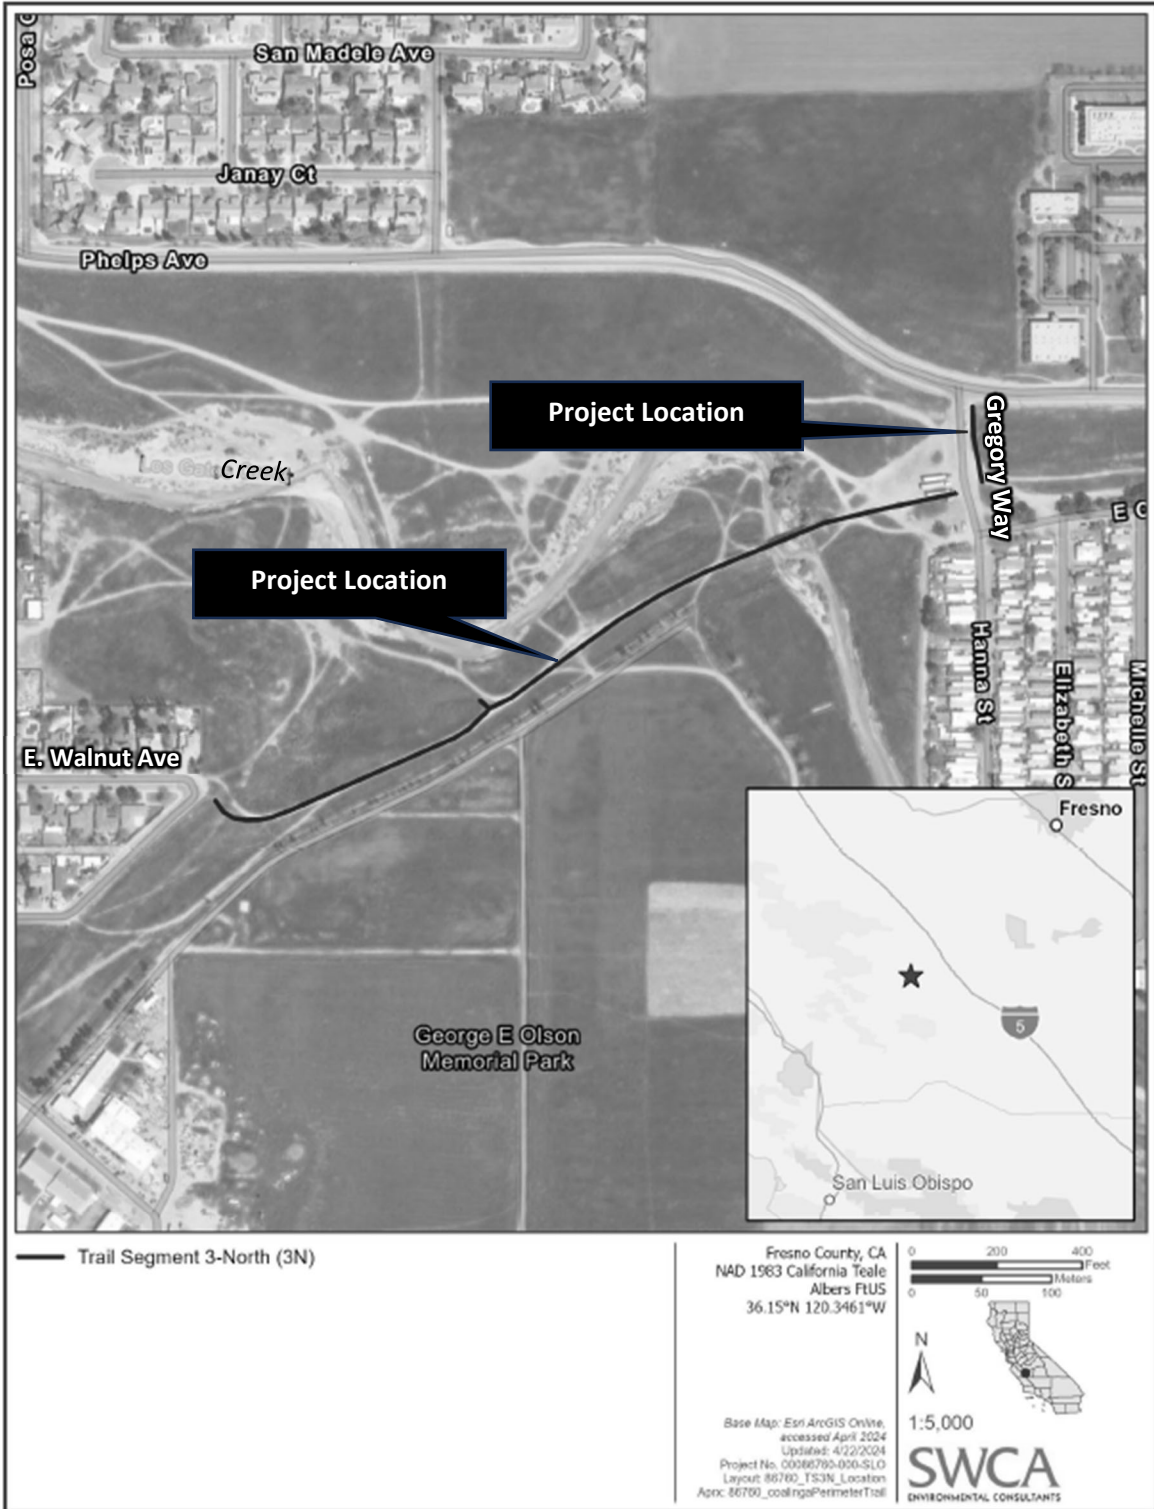 Posa
San Madele Ave
Janay Ct
Phelps Ave
Project Location
Gregory Way
Creek
E
Project Location
Hanna St
Elizabeth S
Michelle St
E. Walnut Ave
Fresno
5
George E Olson
Memorial Park
San Luis Obispo
Trail Segment 3-North (3N)
Fresno County, CA
NAD 1983 California Teale
Albers FtUS
36.15°N 120.3461°W
0 200 400
Feet
Meters
0 50 100
N
1:5,000
Base Map: Esri ArcGIS Online,
accessed April 2024
Updated: 4/22/2024
Project No. 00086760-000-SLO
Layout: 86760_TS3N_Location
Aprx: 86760_coalingaPerimeterTrail
SWCA
ENVIRONMENTAL CONSULTANTS